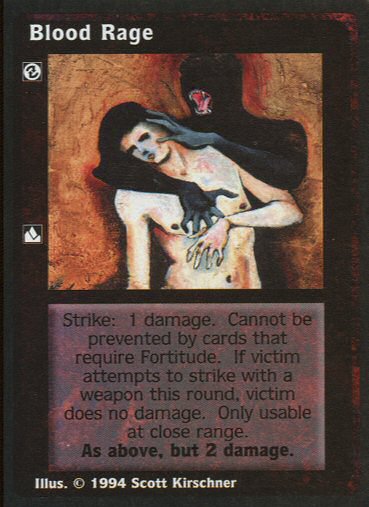 Blood Rage
Strike: 1 damage. Cannot be
prevented by cards that
require Fortitude. If victim
attempts to strike with a
weapon this round, victim
does no damage. Only usable
at close range.
As above, but 2 damage.
Illus. © 1994 Scott Kirschner